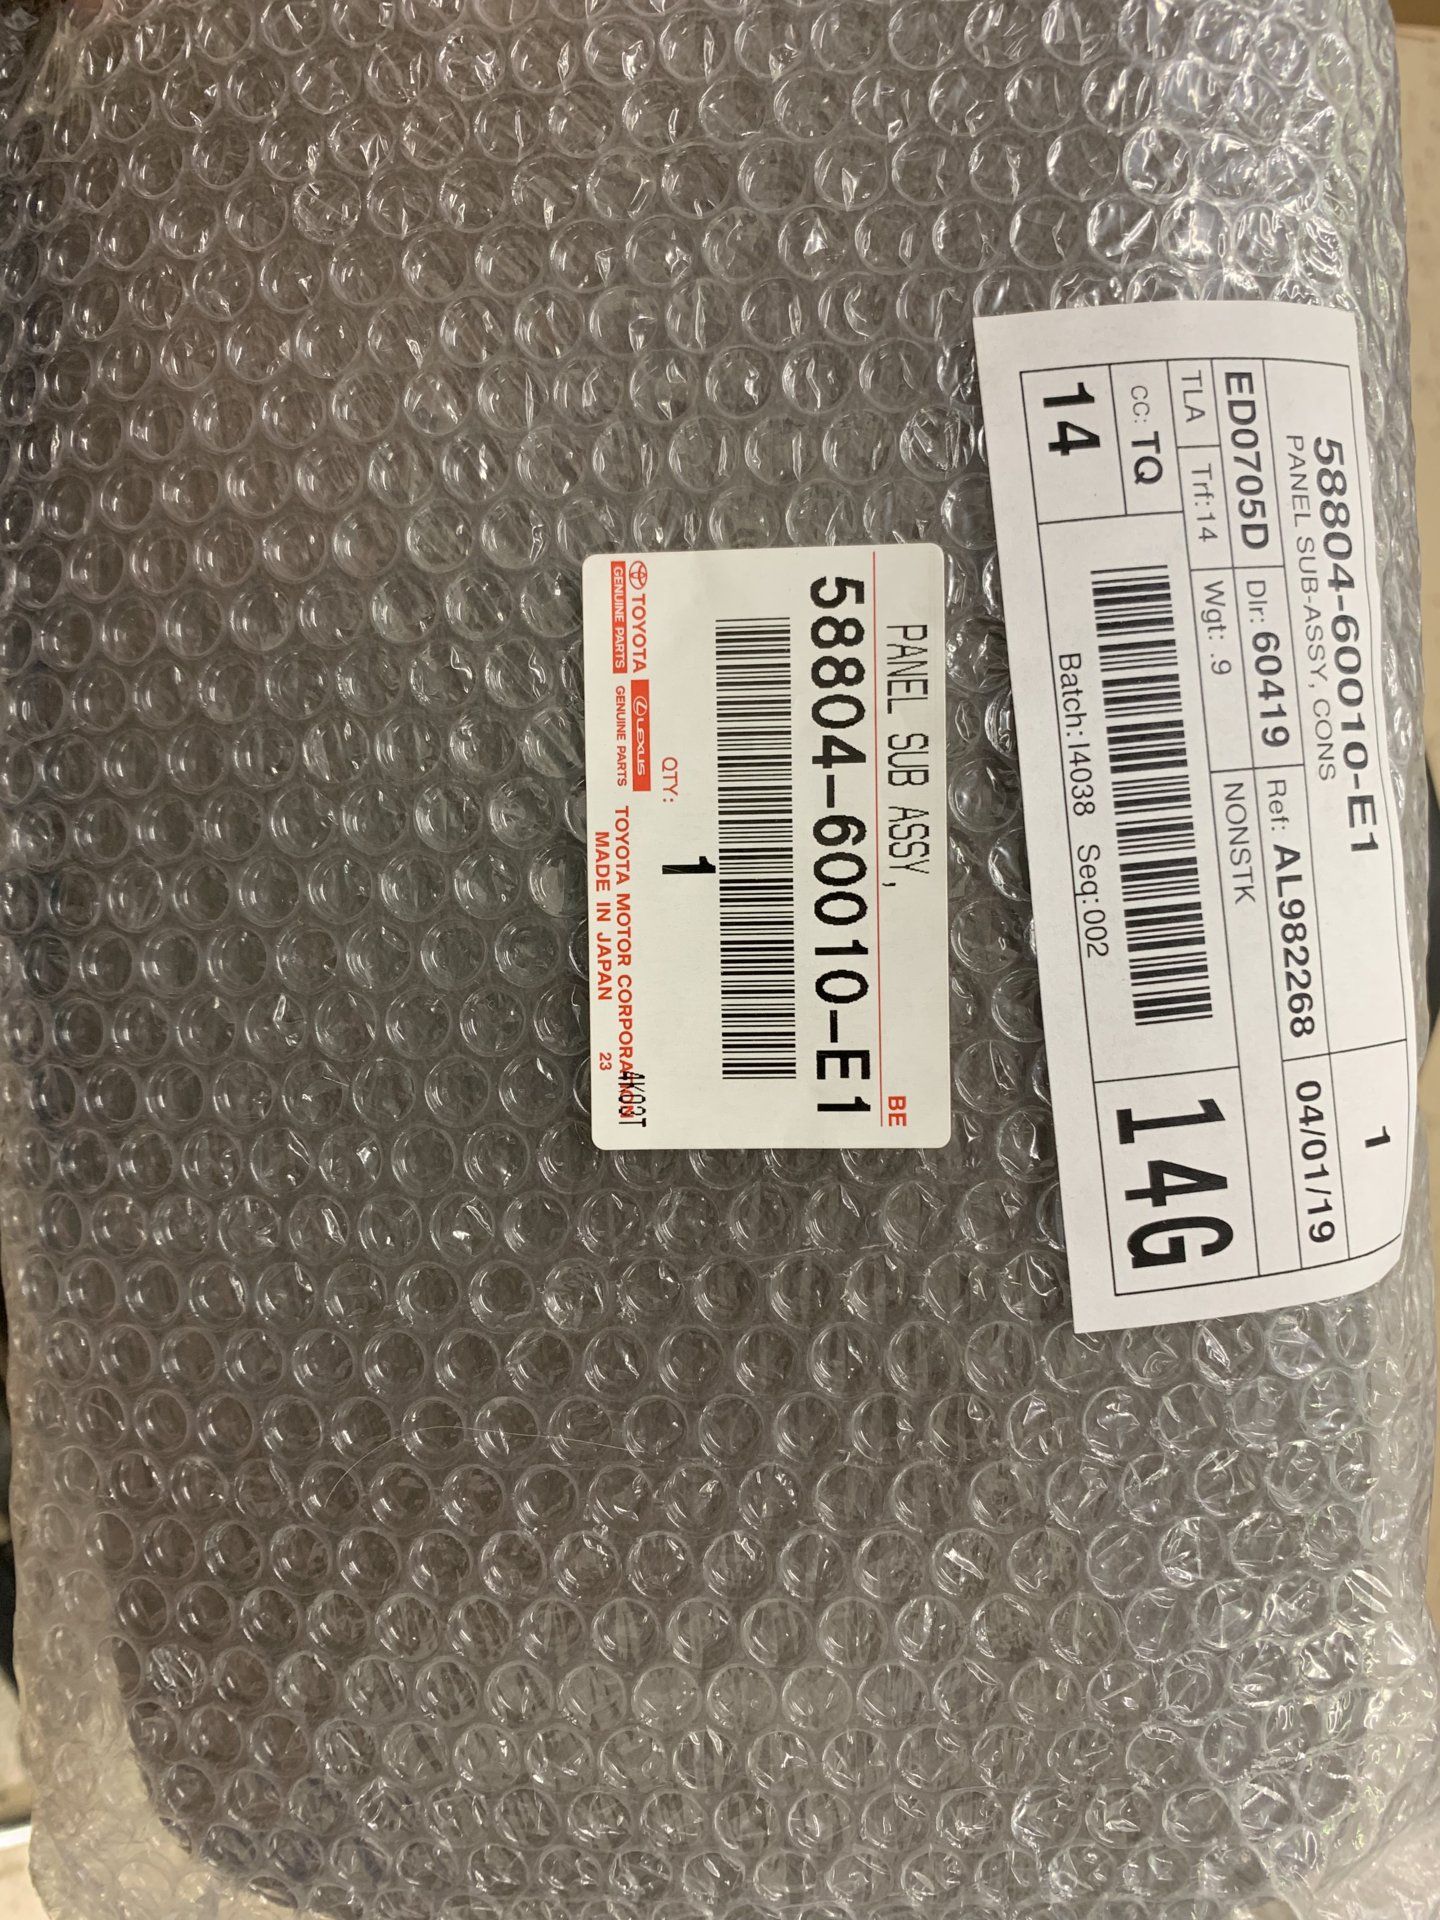 58804-60010-E1
1
PANEL SUB-ASSY, CONS
ED0705D
Dlr: 60419
Ref: AL982268
04/01/19
TLA
Trf: 14
Wgt: .9
NONSTK
CC: TQ
14
14G
Batch: I4038 Seq: 002
PANEL SUB ASSY,
BE
58804-60010-E1
QTY:
1
TOYOTA
GENUINE PARTS
LEXUS
GENUINE PARTS
TOYOTA MOTOR CORPORATION
MADE IN JAPAN
23